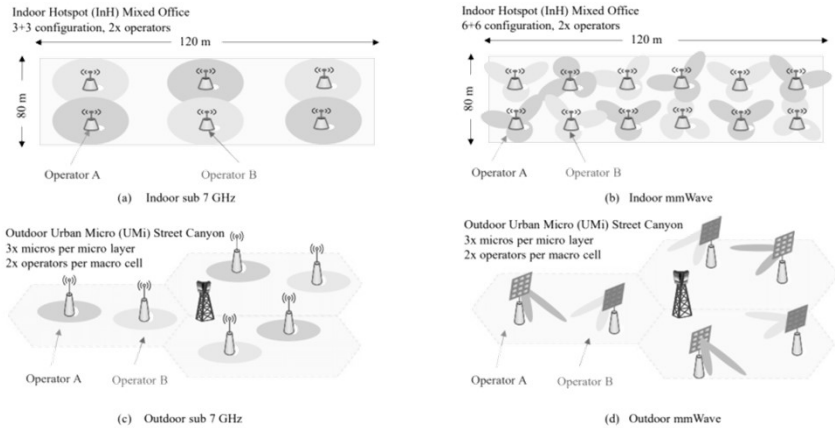 Indoor Hotspot (InH) Mixed Office
3+3 configuration, 2x operators
120 m
80 m
Operator A
Operator B
(a) Indoor sub 7 GHz
Indoor Hotspot (InH) Mixed Office
6+6 configuration, 2x operators
120 m
80 m
Operator A
Operator B
(b) Indoor mmWave
Outdoor Urban Micro (UMi) Street Canyon
3x micros per micro layer
2x operators per macro cell
Operator A
Operator B
(c) Outdoor sub 7 GHz
Outdoor Urban Micro (UMi) Street Canyon
3x micros per micro layer
2x operators per macro cell
Operator A
Operator B
(d) Outdoor mmWave